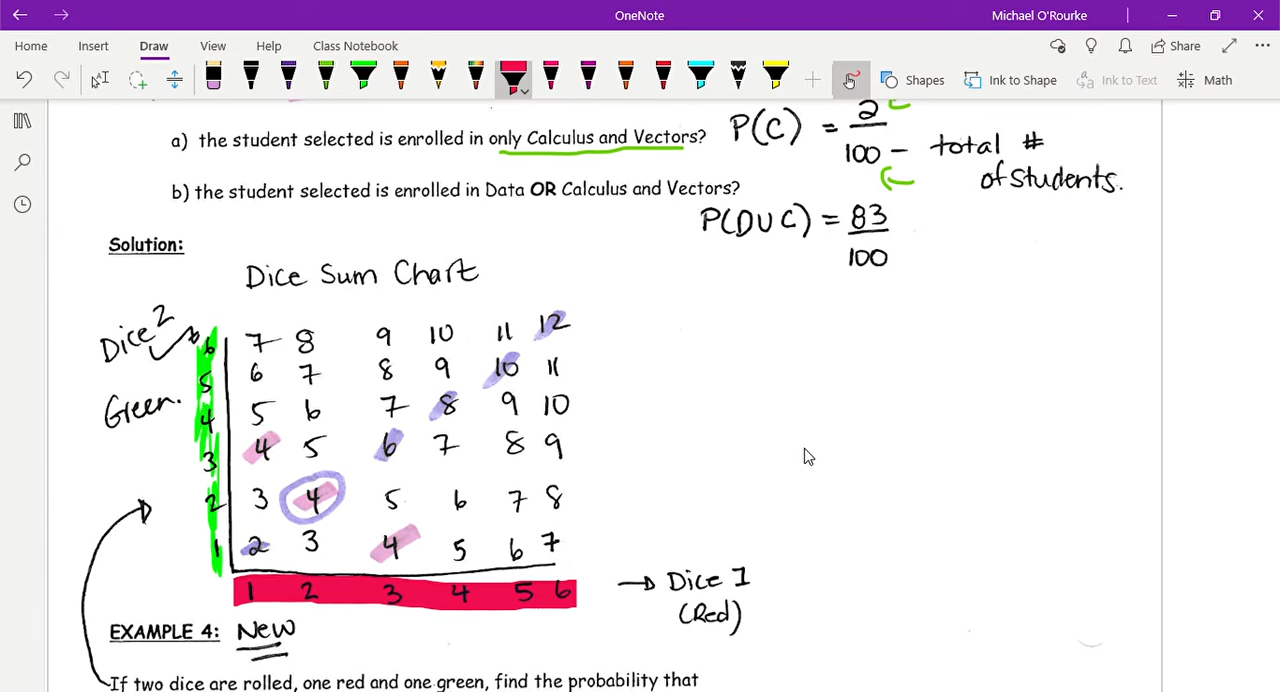 OneNote
Michael O'Rourke
Home Insert Draw View Help Class Notebook Share
Shapes Ink to Shape Ink to Text Math
a) the student selected is enrolled in only Calculus and Vectors?
P(C) = 2/100 – total # of Students.
b) the student selected is enrolled in Data OR Calculus and Vectors?
P(D∪C) = 83/100
Solution:
Dice Sum Chart
Dice 2
Green.
6 7 8 9 10 11 12
5 6 7 8 9 10 11
4 5 6 7 8 9 10
3 4 5 6 7 8 9
2 3 4 5 6 7 8
1 2 3 4 5 6 7
1 2 3 4 5 6
→ Dice 1
(Red)
EXAMPLE 4: New
If two dice are rolled, one red and one green, find the probability that